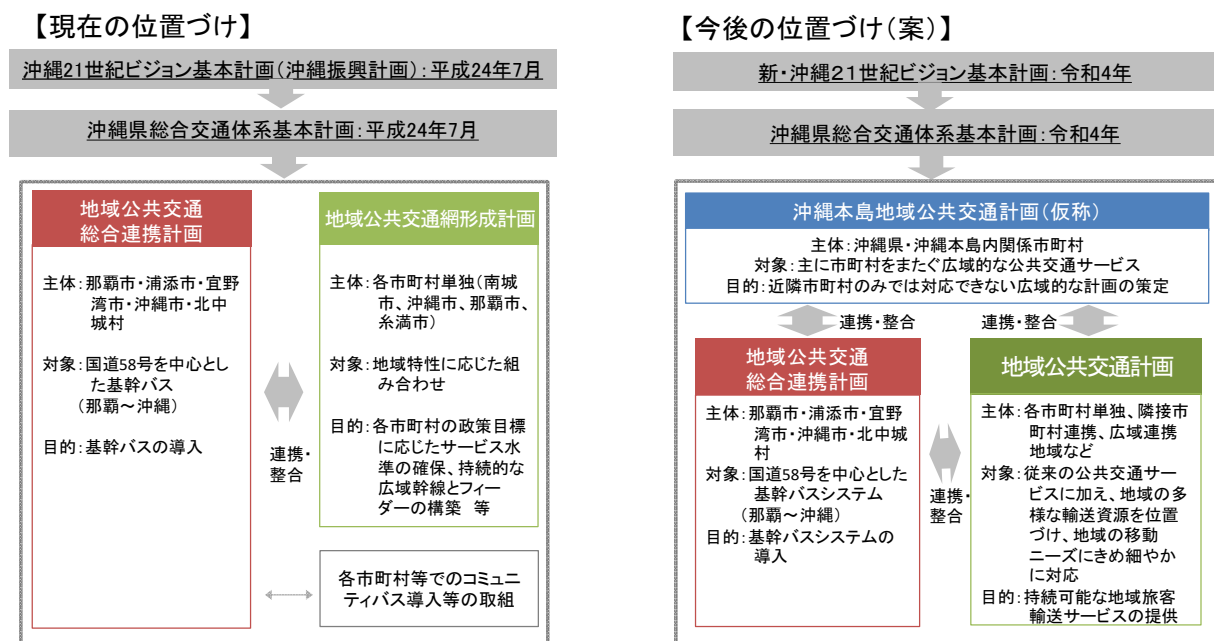 【現在の位置づけ】
沖縄21世紀ビジョン基本計画(沖縄振興計画):平成24年7月
沖縄県総合交通体系基本計画:平成24年7月
地域公共交通
総合連携計画
主体:那覇市・浦添市・宜野
湾市・沖縄市・北中
城村
対象:国道58号を中心とし
た基幹バス
(那覇～沖縄)
目的:基幹バスの導入
連携・
整合
地域公共交通網形成計画
主体:各市町村単独(南城
市、沖縄市、那覇市、
糸満市)
対象:地域特性に応じた組
み合わせ
目的:各市町村の政策目標
に応じたサービス水
準の確保、持続的な
広域幹線とフィー
ダーの構築 等
各市町村等でのコミュニ
ティバス導入等の取組
【今後の位置づけ(案)】
新・沖縄２１世紀ビジョン基本計画:令和4年
沖縄県総合交通体系基本計画:令和4年
沖縄本島地域公共交通計画(仮称)
主体:沖縄県・沖縄本島内関係市町村
対象:主に市町村をまたぐ広域的な公共交通サービス
目的:近隣市町村のみでは対応できない広域的な計画の策定
連携・整合
連携・整合
地域公共交通
総合連携計画
主体:那覇市・浦添市・宜野
湾市・沖縄市・北中城
村
対象:国道58号を中心とした
基幹バスシステム
(那覇～沖縄)
目的:基幹バスシステムの
導入
連携・
整合
地域公共交通計画
主体:各市町村単独、隣接市
町村連携、広域連携
地域など
対象:従来の公共交通サー
ビスに加え、地域の多
様な輸送資源を位置
づけ、地域の移動
ニーズにきめ細やか
に対応
目的:持続可能な地域旅客
輸送サービスの提供